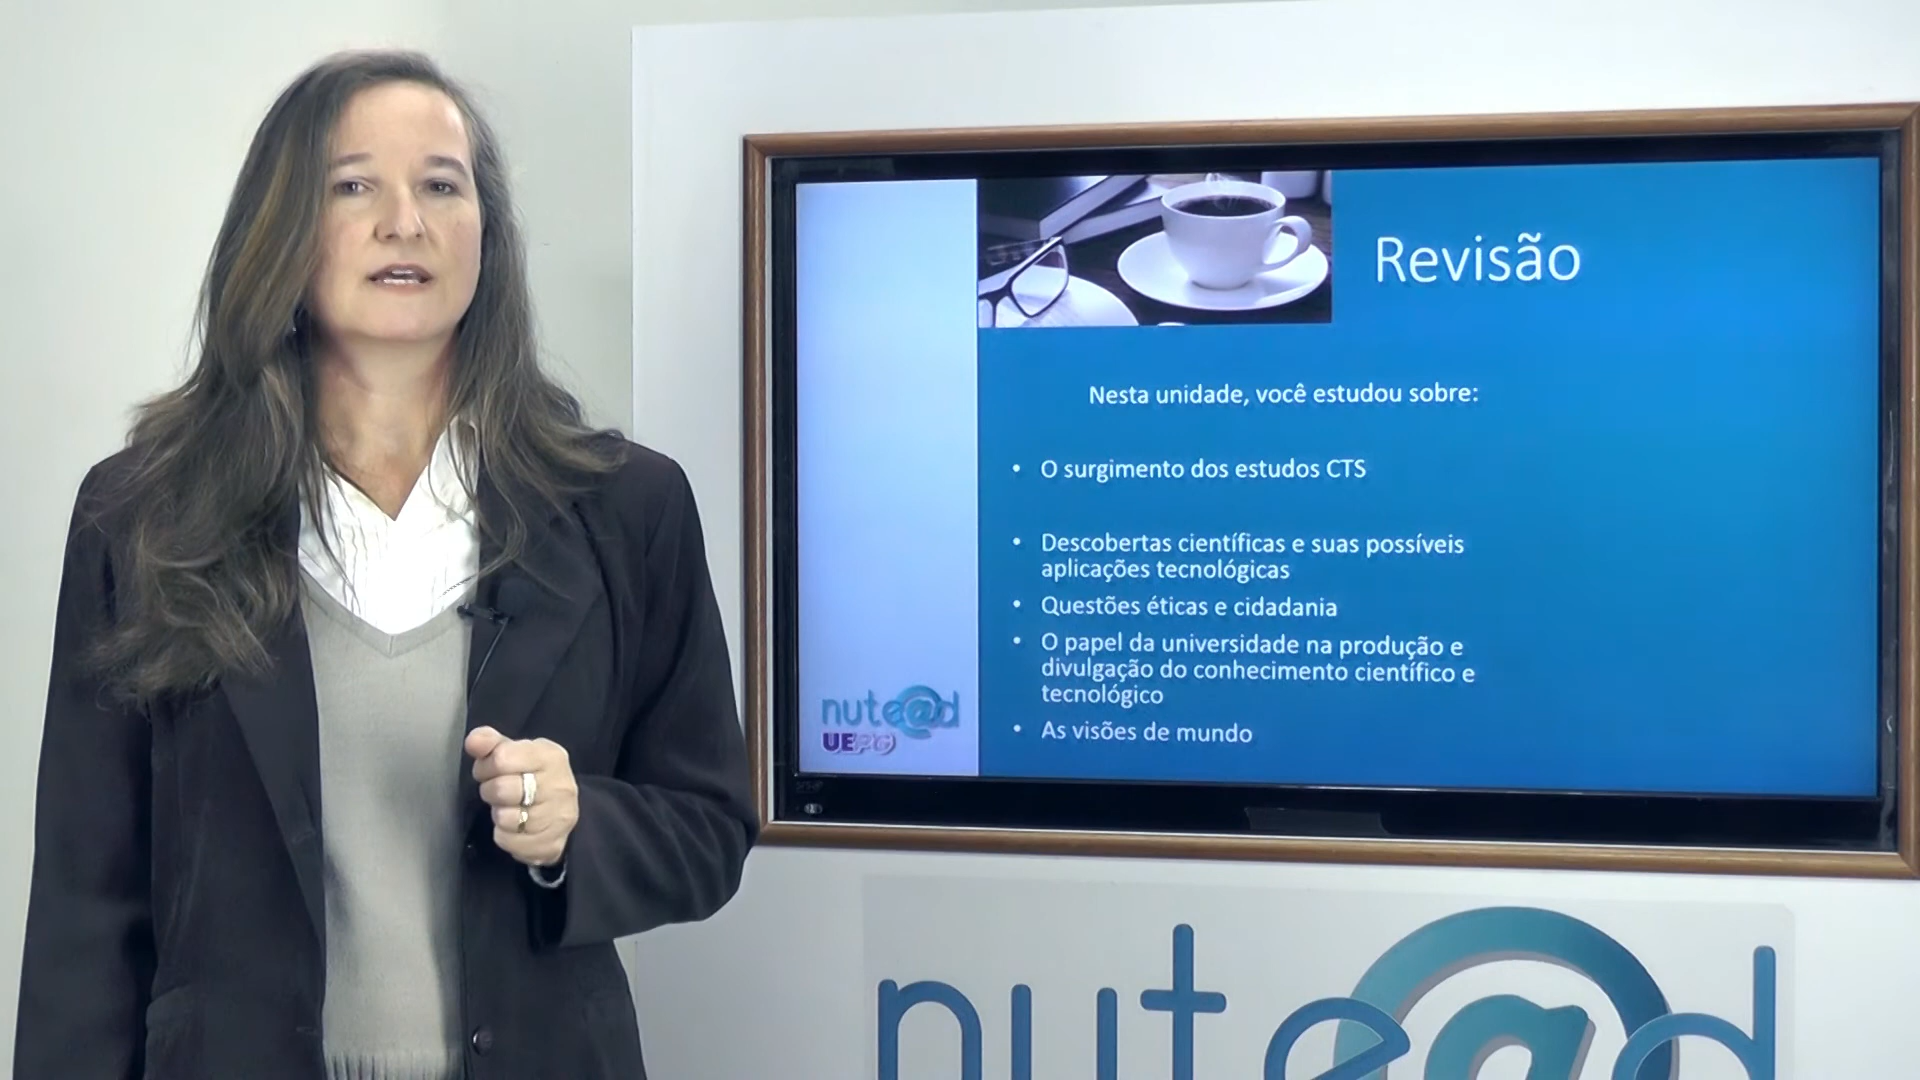 Revisão
Nesta unidade, você estudou sobre:
• O surgimento dos estudos CTS
• Descobertas científicas e suas possíveis
aplicações tecnológicas
• Questões éticas e cidadania
• O papel da universidade na produção e
divulgação do conhecimento científico e
tecnológico
• As visões de mundo
nute@d
UEPG
nute@d